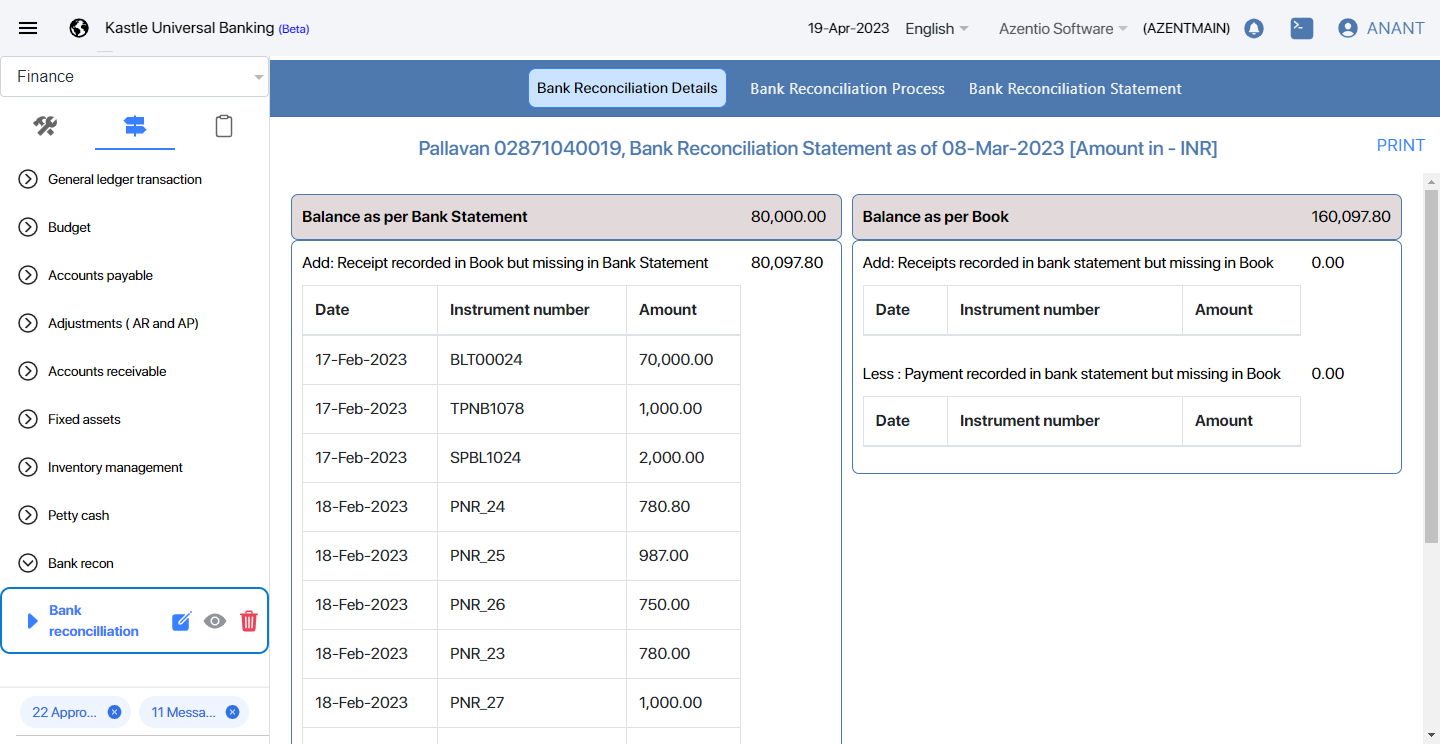 Kastle Universal Banking (Beta)
19-Apr-2023 English Azentio Software (AZENTMAIN) ANANT
Finance
General ledger transaction
Budget
Accounts payable
Adjustments ( AR and AP)
Accounts receivable
Fixed assets
Inventory management
Petty cash
Bank recon
Bank
reconcilliation
22 Appro... 11 Messa...
Bank Reconciliation Details Bank Reconciliation Process Bank Reconciliation Statement
Pallavan 02871040019, Bank Reconciliation Statement as of 08-Mar-2023 [Amount in - INR]
PRINT
Balance as per Bank Statement 80,000.00
Add: Receipt recorded in Book but missing in Bank Statement 80,097.80
Date Instrument number Amount
17-Feb-2023 BLT00024 70,000.00
17-Feb-2023 TPNB1078 1,000.00
17-Feb-2023 SPBL1024 2,000.00
18-Feb-2023 PNR_24 780.80
18-Feb-2023 PNR_25 987.00
18-Feb-2023 PNR_26 750.00
18-Feb-2023 PNR_23 780.00
18-Feb-2023 PNR_27 1,000.00
Balance as per Book 160,097.80
Add: Receipts recorded in bank statement but missing in Book 0.00
Date Instrument number Amount
Less : Payment recorded in bank statement but missing in Book 0.00
Date Instrument number Amount